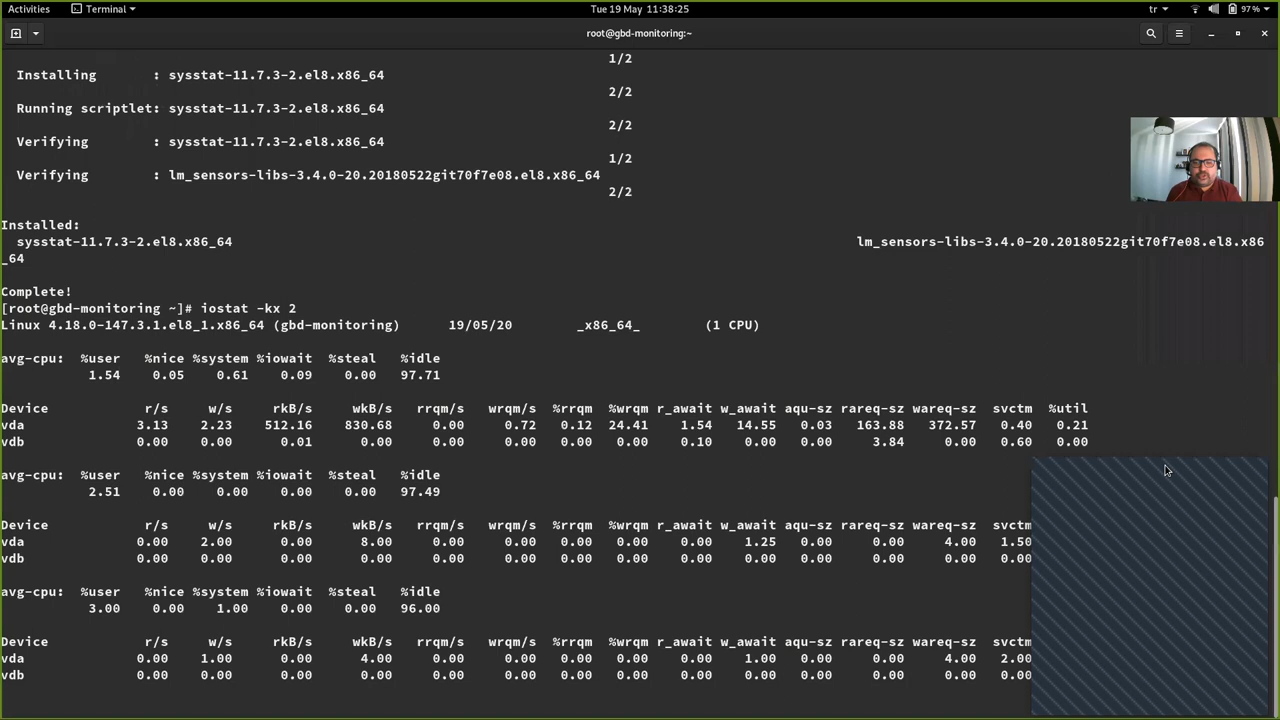 Activities Terminal Tue 19 May 11:38:25 tr 97%
root@gbd-monitoring:~
1/2
Installing : sysstat-11.7.3-2.el8.x86_64
2/2
Running scriptlet: sysstat-11.7.3-2.el8.x86_64
2/2
Verifying : sysstat-11.7.3-2.el8.x86_64
1/2
Verifying : lm_sensors-libs-3.4.0-20.20180522git70f7e08.el8.x86_64
2/2
Installed:
sysstat-11.7.3-2.el8.x86_64 lm_sensors-libs-3.4.0-20.20180522git70f7e08.el8.x86
_64
Complete!
[root@gbd-monitoring ~]# iostat -kx 2
Linux 4.18.0-147.3.1.el8_1.x86_64 (gbd-monitoring) 19/05/20 _x86_64_ (1 CPU)
avg-cpu: %user %nice %system %iowait %steal %idle
1.54 0.05 0.61 0.09 0.00 97.71
Device r/s w/s rkB/s wkB/s rrqm/s wrqm/s %rrqm %wrqm r_await w_await aqu-sz rareq-sz wareq-sz svctm %util
vda 3.13 2.23 512.16 830.68 0.00 0.72 0.12 24.41 1.54 14.55 0.03 163.88 372.57 0.40 0.21
vdb 0.00 0.00 0.01 0.00 0.00 0.00 0.00 0.00 0.10 0.00 0.00 3.84 0.00 0.60 0.00
avg-cpu: %user %nice %system %iowait %steal %idle
2.51 0.00 0.00 0.00 0.00 97.49
Device r/s w/s rkB/s wkB/s rrqm/s wrqm/s %rrqm %wrqm r_await w_await aqu-sz rareq-sz wareq-sz svctm
vda 0.00 2.00 0.00 8.00 0.00 0.00 0.00 0.00 0.00 1.25 0.00 0.00 4.00 1.50
vdb 0.00 0.00 0.00 0.00 0.00 0.00 0.00 0.00 0.00 0.00 0.00 0.00 0.00 0.00
avg-cpu: %user %nice %system %iowait %steal %idle
3.00 0.00 1.00 0.00 0.00 96.00
Device r/s w/s rkB/s wkB/s rrqm/s wrqm/s %rrqm %wrqm r_await w_await aqu-sz rareq-sz wareq-sz svctm
vda 0.00 1.00 0.00 4.00 0.00 0.00 0.00 0.00 0.00 1.00 0.00 0.00 4.00 2.00
vdb 0.00 0.00 0.00 0.00 0.00 0.00 0.00 0.00 0.00 0.00 0.00 0.00 0.00 0.00